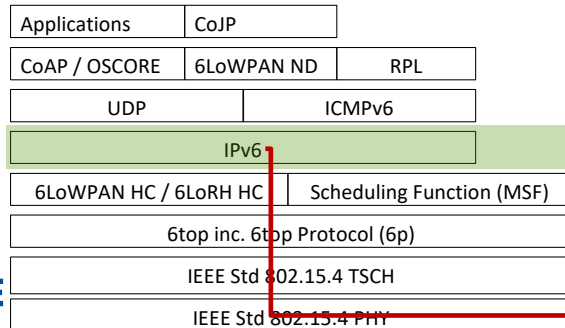 Applications CoJP
CoAP / OSCORE 6LoWPAN ND RPL
UDP ICMPv6
IPv6
6LoWPAN HC / 6LoRH HC Scheduling Function (MSF)
6top inc. 6top Protocol (6p)
IEEE Std 802.15.4 TSCH
IEEE Std 802.15.4 PHY